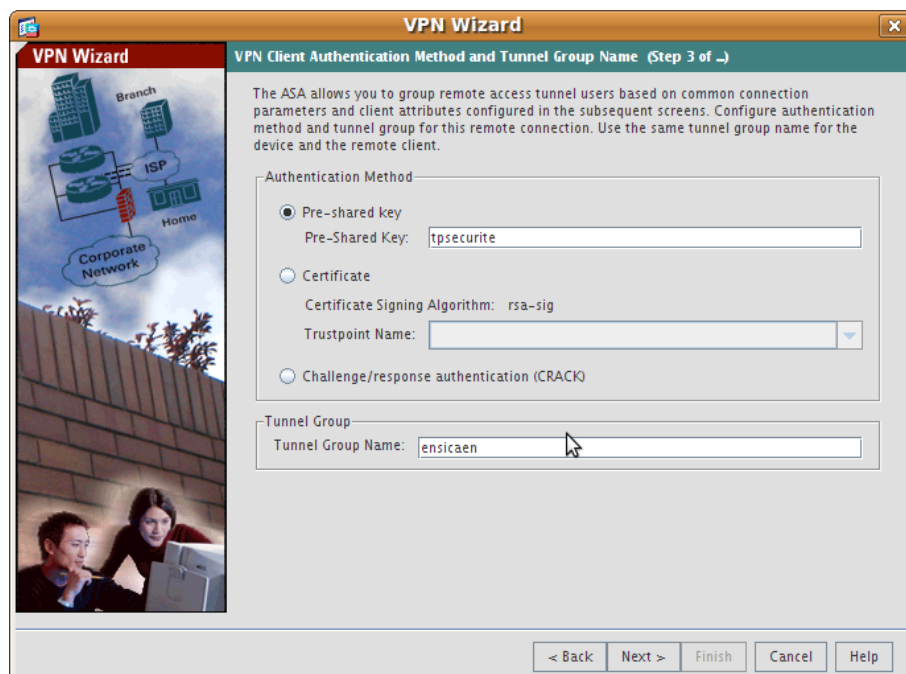 VPN Wizard
VPN Wizard
Branch
ISP
Home
Corporate
Network
VPN Client Authentication Method and Tunnel Group Name (Step 3 of ...)
The ASA allows you to group remote access tunnel users based on common connection
parameters and client attributes configured in the subsequent screens. Configure authentication
method and tunnel group for this remote connection. Use the same tunnel group name for the
device and the remote client.
Authentication Method
Pre-shared key
Pre-Shared Key: tpsecurite
Certificate
Certificate Signing Algorithm: rsa-sig
Trustpoint Name:
Challenge/response authentication (CRACK)
Tunnel Group
Tunnel Group Name: ensicaen
< Back
Next >
Finish
Cancel
Help